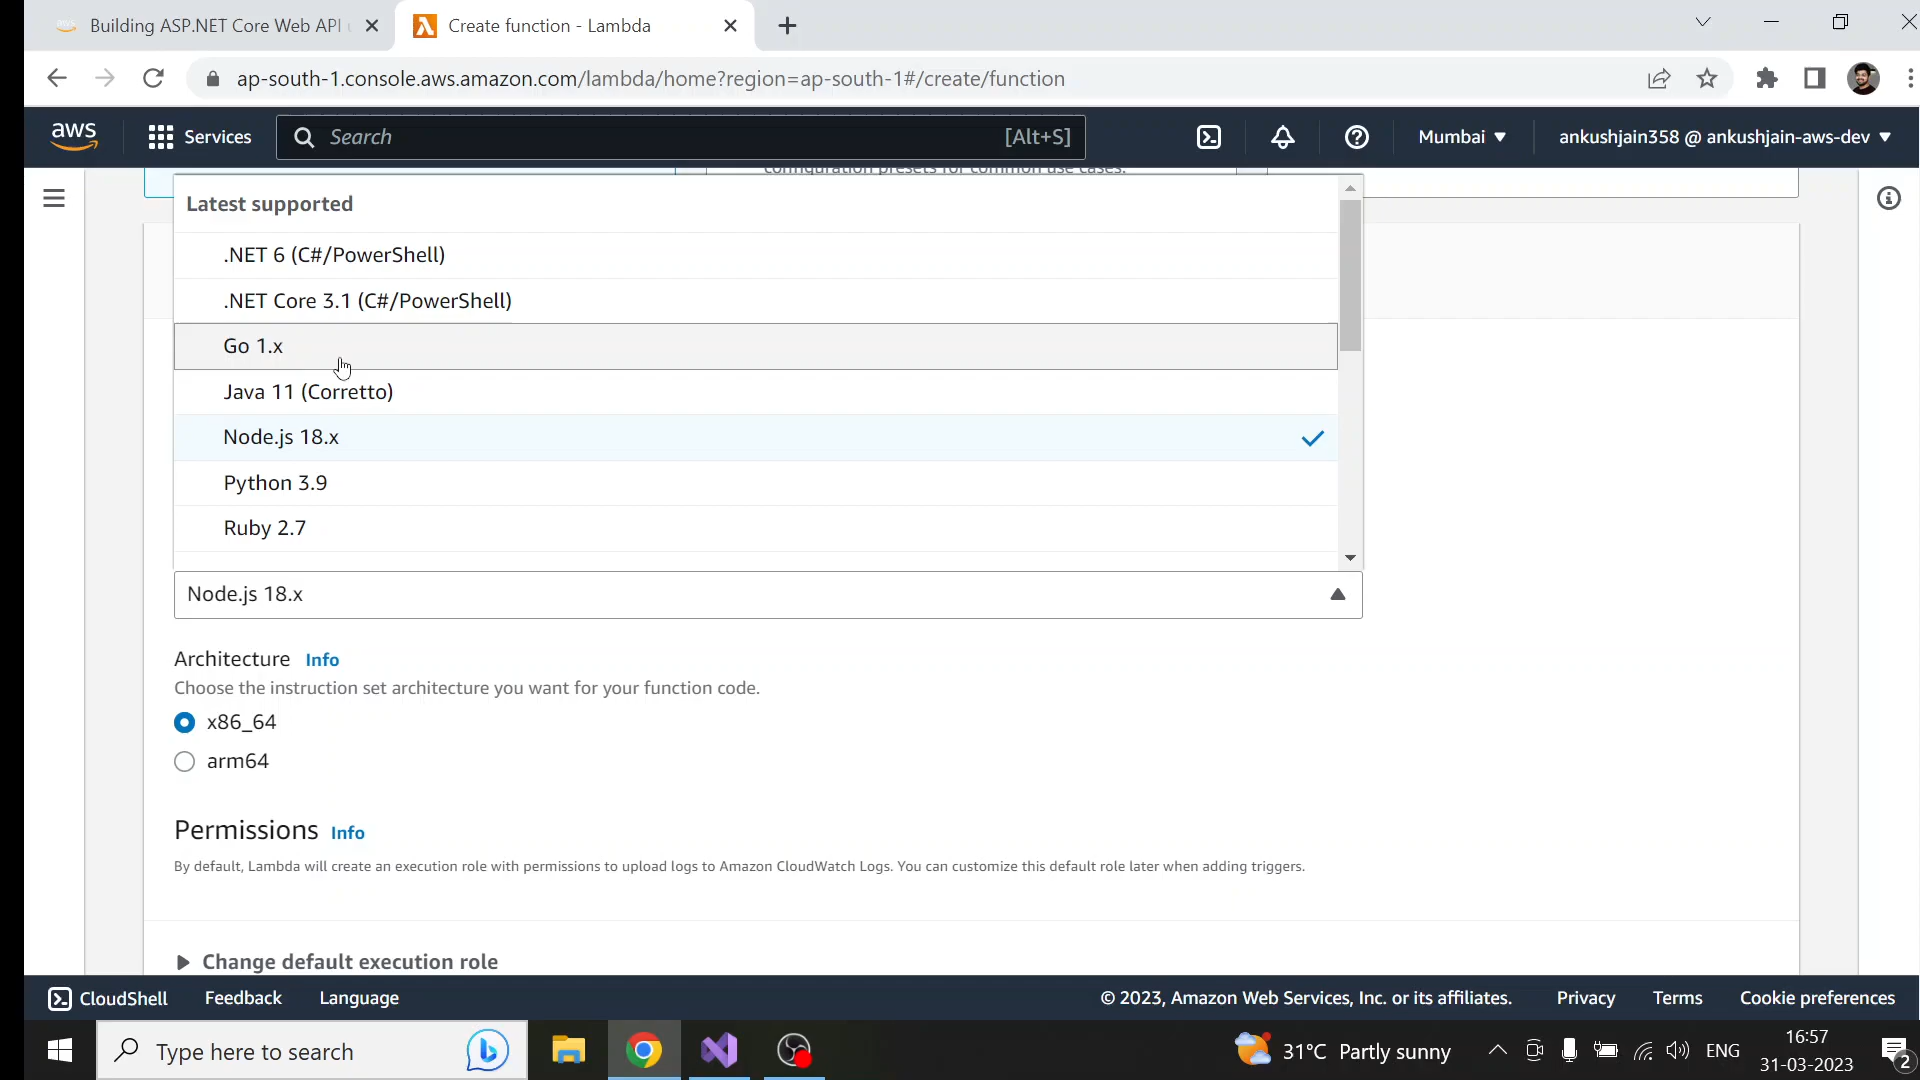 Building ASP.NET Core Web API
Create function - Lambda
ap-south-1.console.aws.amazon.com/lambda/home?region=ap-south-1#/create/function
aws
Services
Search
[Alt+S]
Mumbai
ankushjain358 @ ankushjain-aws-dev
configuration presets for common use cases.
Latest supported
.NET 6 (C#/PowerShell)
.NET Core 3.1 (C#/PowerShell)
Go 1.x
Java 11 (Corretto)
Node.js 18.x
Python 3.9
Ruby 2.7
Node.js 18.x
Architecture Info
Choose the instruction set architecture you want for your function code.
x86_64
arm64
Permissions Info
By default, Lambda will create an execution role with permissions to upload logs to Amazon CloudWatch Logs. You can customize this default role later when adding triggers.
Change default execution role
CloudShell Feedback Language © 2023, Amazon Web Services, Inc. or its affiliates. Privacy Terms Cookie preferences
Type here to search
31°C Partly sunny
ENG
16:57
31-03-2023
2